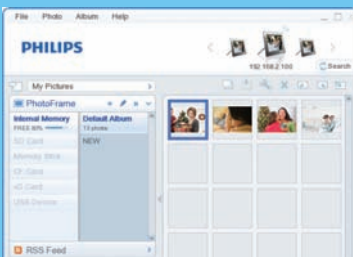 File Photo Album Help
PHILIPS
192.168.2.100
Search
My Pictures
PhotoFrame
Internal Memory
FREE 80%
Default Album
13 photos
SD Card
NEW
Memory Stick
CF Card
xD Card
USB Device
RSS Feed